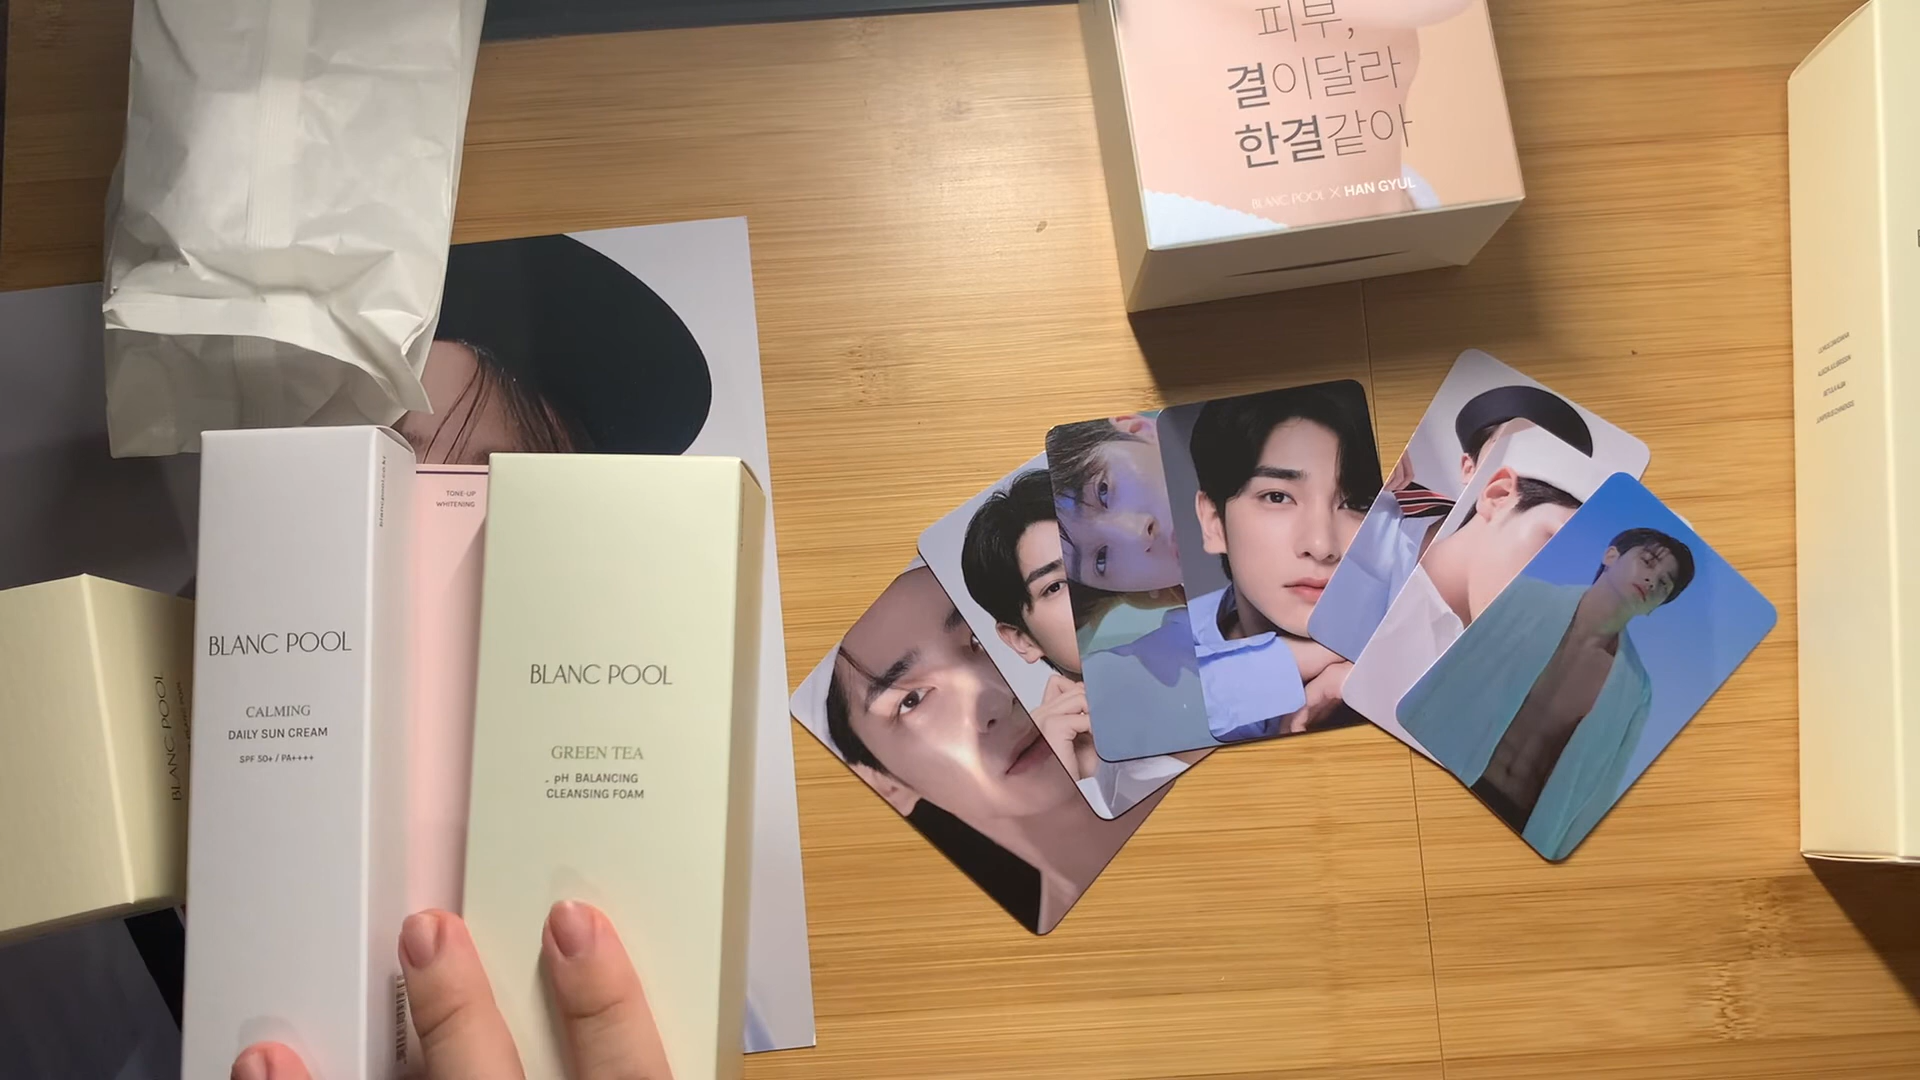 피부,
결이달라
한결같아
BLANC POOL X HAN GYUL
TONE-UP
WHITENING
BLANC POOL
CALMING
DAILY SUN CREAM
SPF 50+ / PA++++
BLANC POOL
GREEN TEA
pH BALANCING
CLEANSING FOAM
BLANC POOL